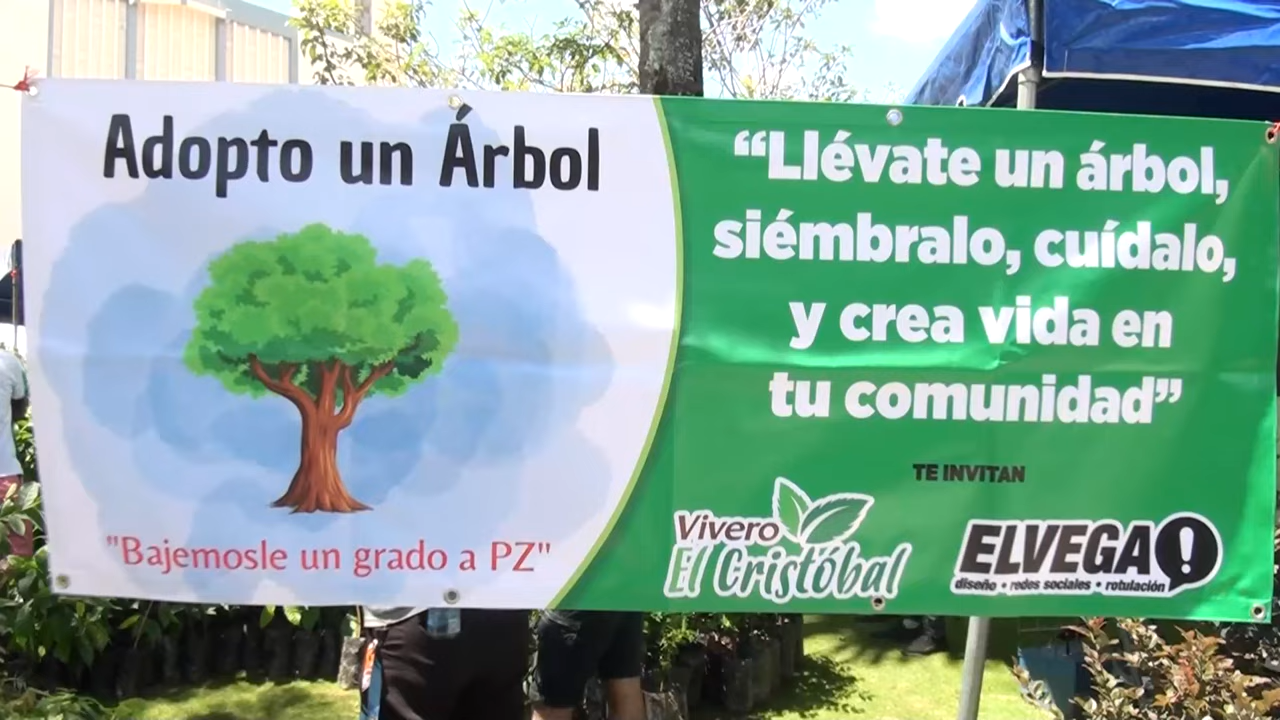 Adopto un Árbol
"Bajemosle un grado a PZ"
“Llévate un árbol,
siémbralo, cuídalo,
y crea vida en
tu comunidad”
TE INVITAN
Vivero
El Cristóbal
ELVEGA!
diseño • redes sociales • rotulación